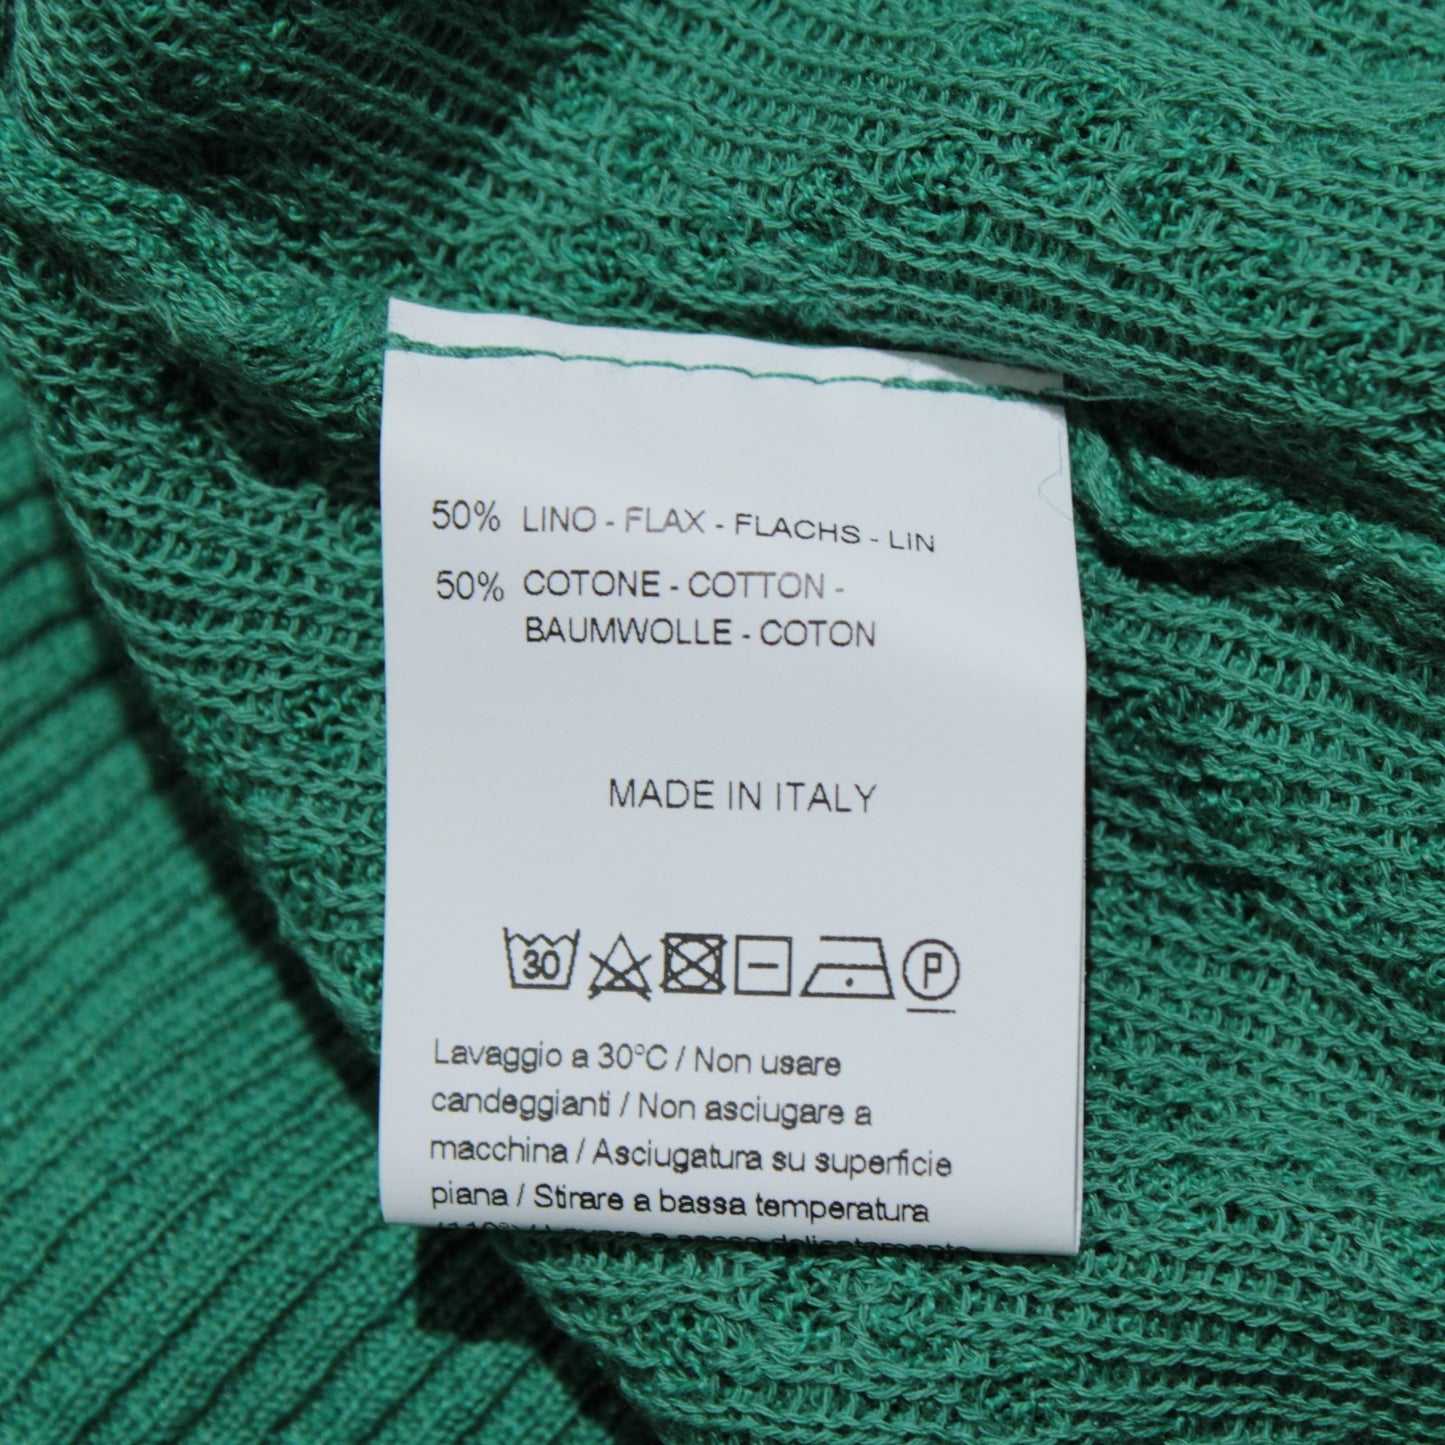 50% LINO - FLAX - FLACHS - LIN
50% COTONE - COTTON -
BAUMWOLLE - COTON
MADE IN ITALY
30 P
Lavaggio a 30°C / Non usare
candeggianti / Non asciugare a
macchina / Asciugatura su superficie
piana / Stirare a bassa temperatura